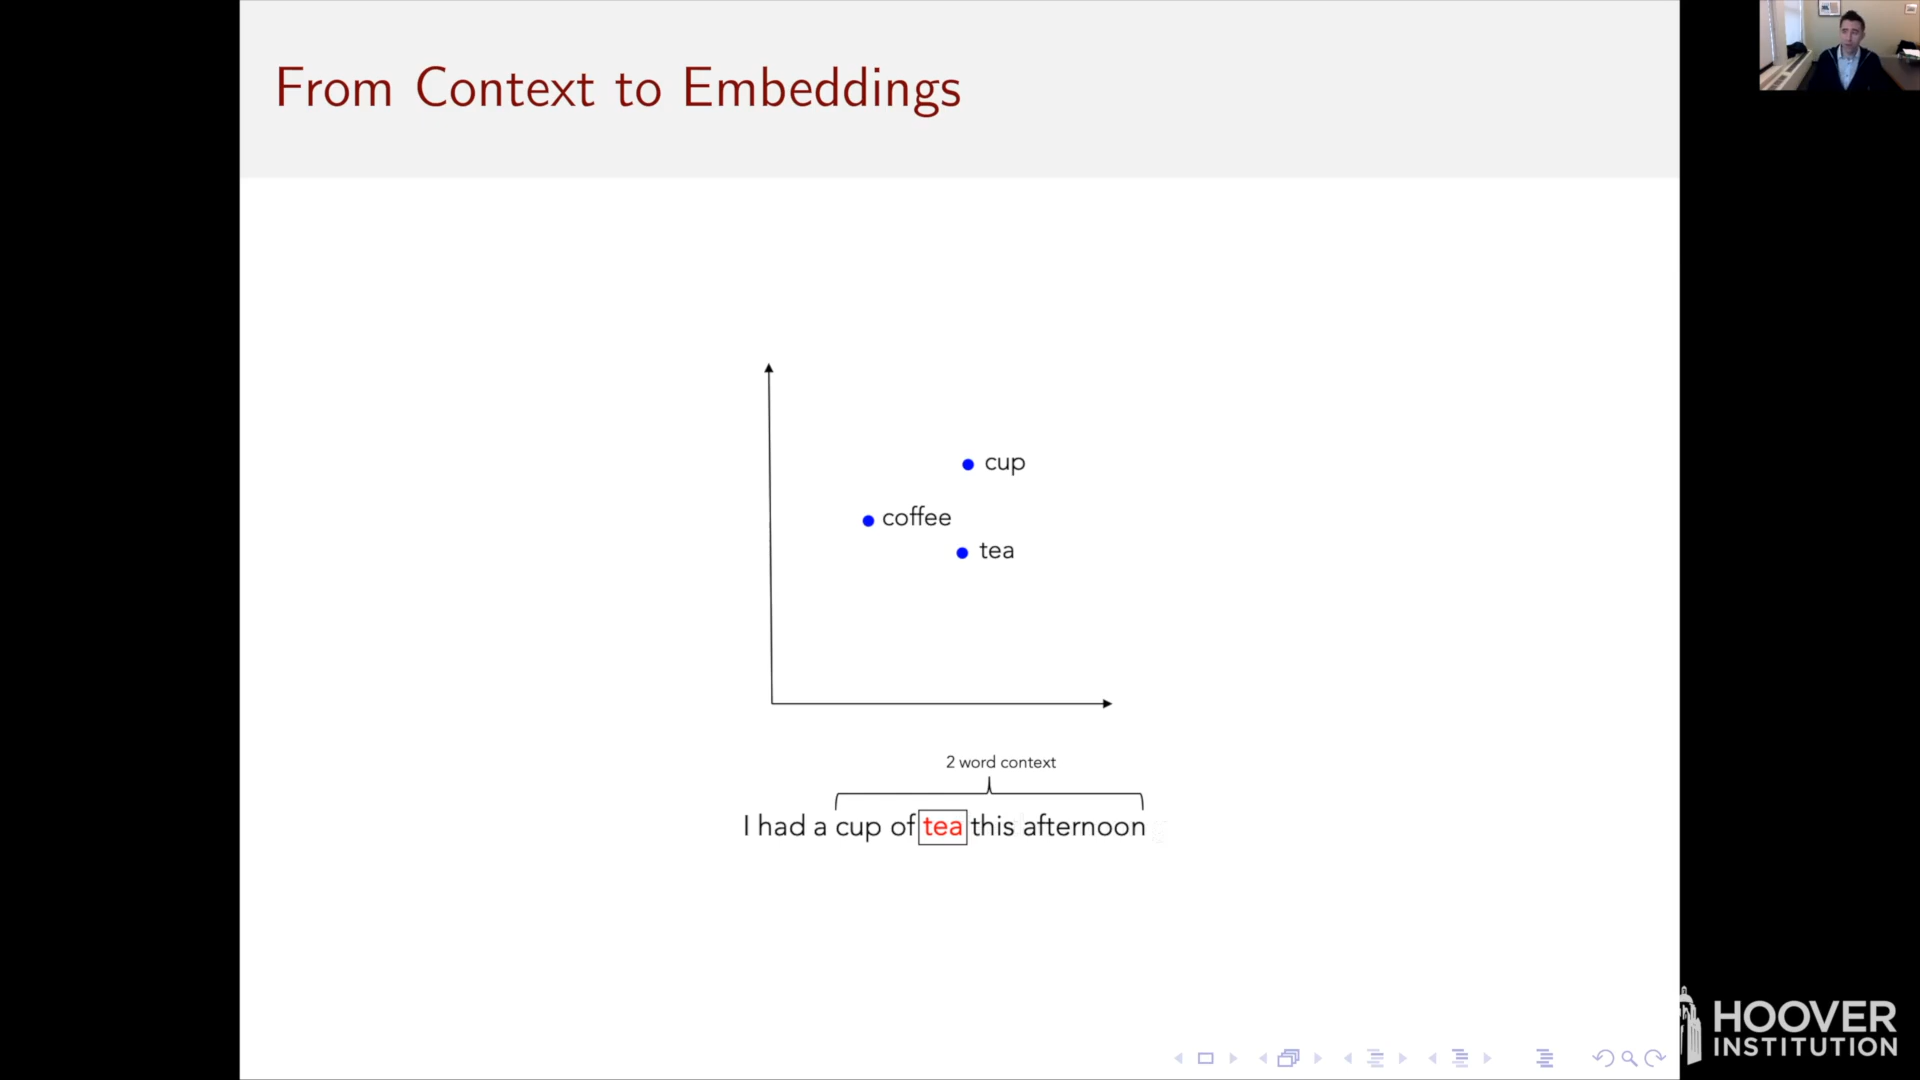 From Context to Embeddings
cup
coffee
tea
2 word context
I had a cup of tea this afternoon
HOOVER
INSTITUTION